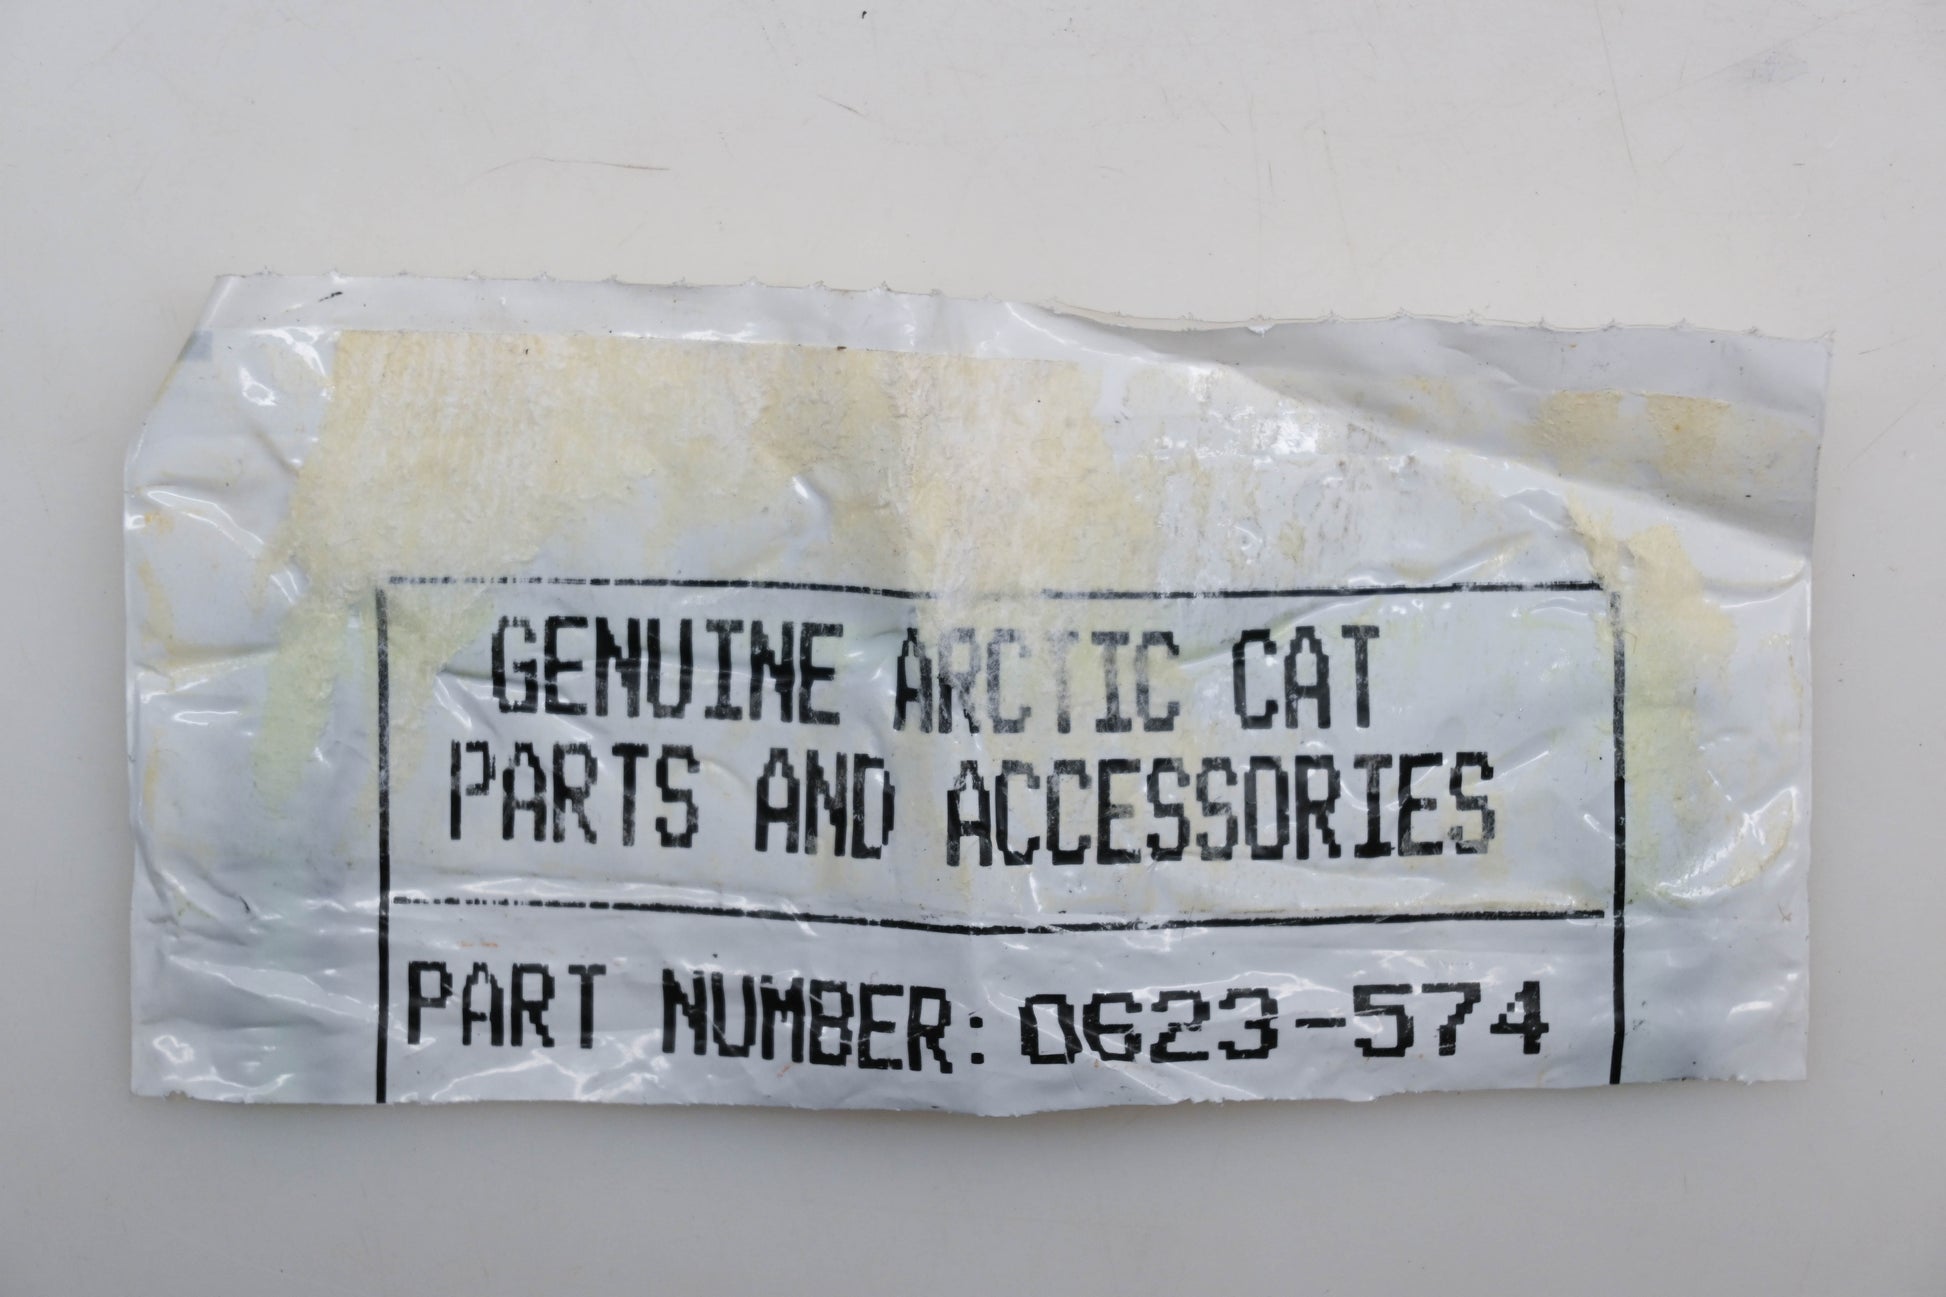 GENUINE ARCTIC CAT
PARTS AND ACCESSORIES
PART NUMBER: 0623-574